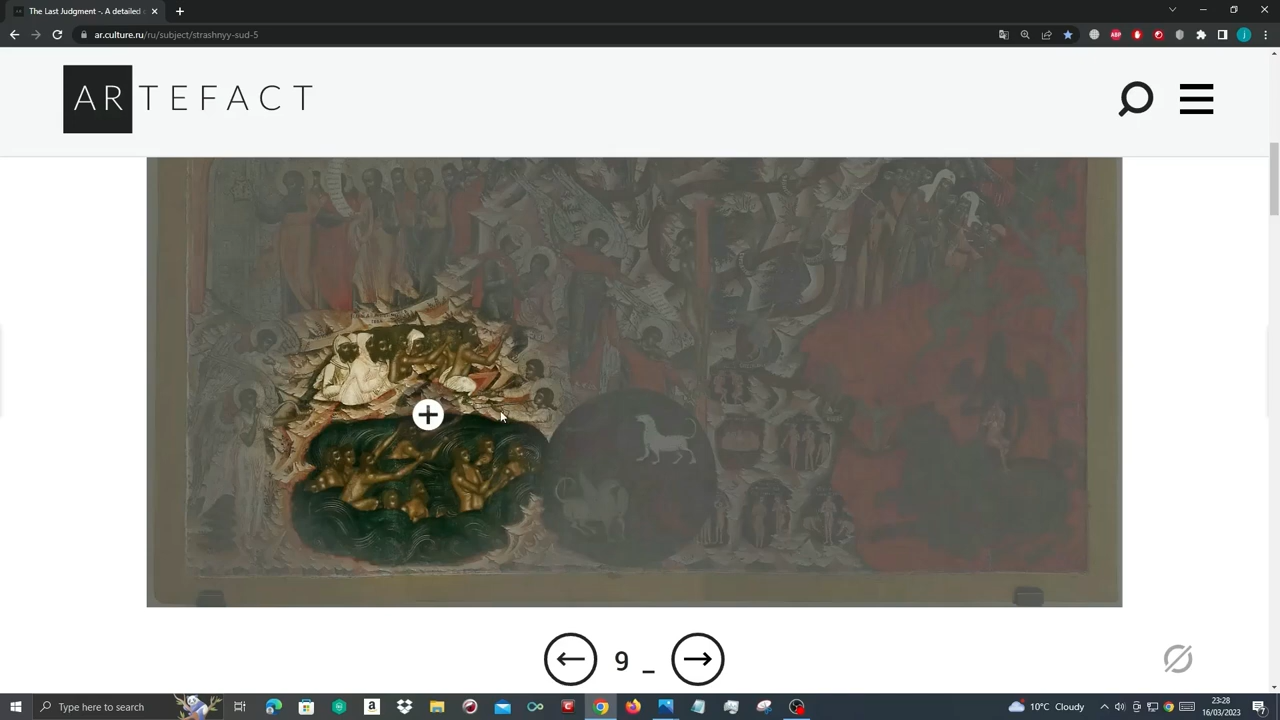 The Last Judgment -. A detailed
ar.culture.ru/ru/subject/strashnyy-sud-5
ABP
j
ARTEFACT
9
Type here to search
10°C Cloudy
23:28
16/03/2023